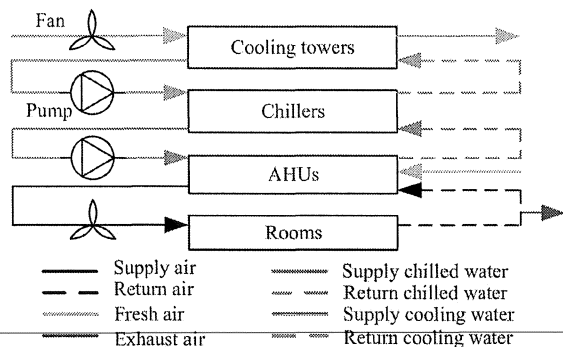 Fan
Cooling towers
Pump
Chillers
AHUs
Rooms
Supply air
Supply chilled water
Return air
Return chilled water
Fresh air
Supply cooling water
Exhaust air
Return cooling water